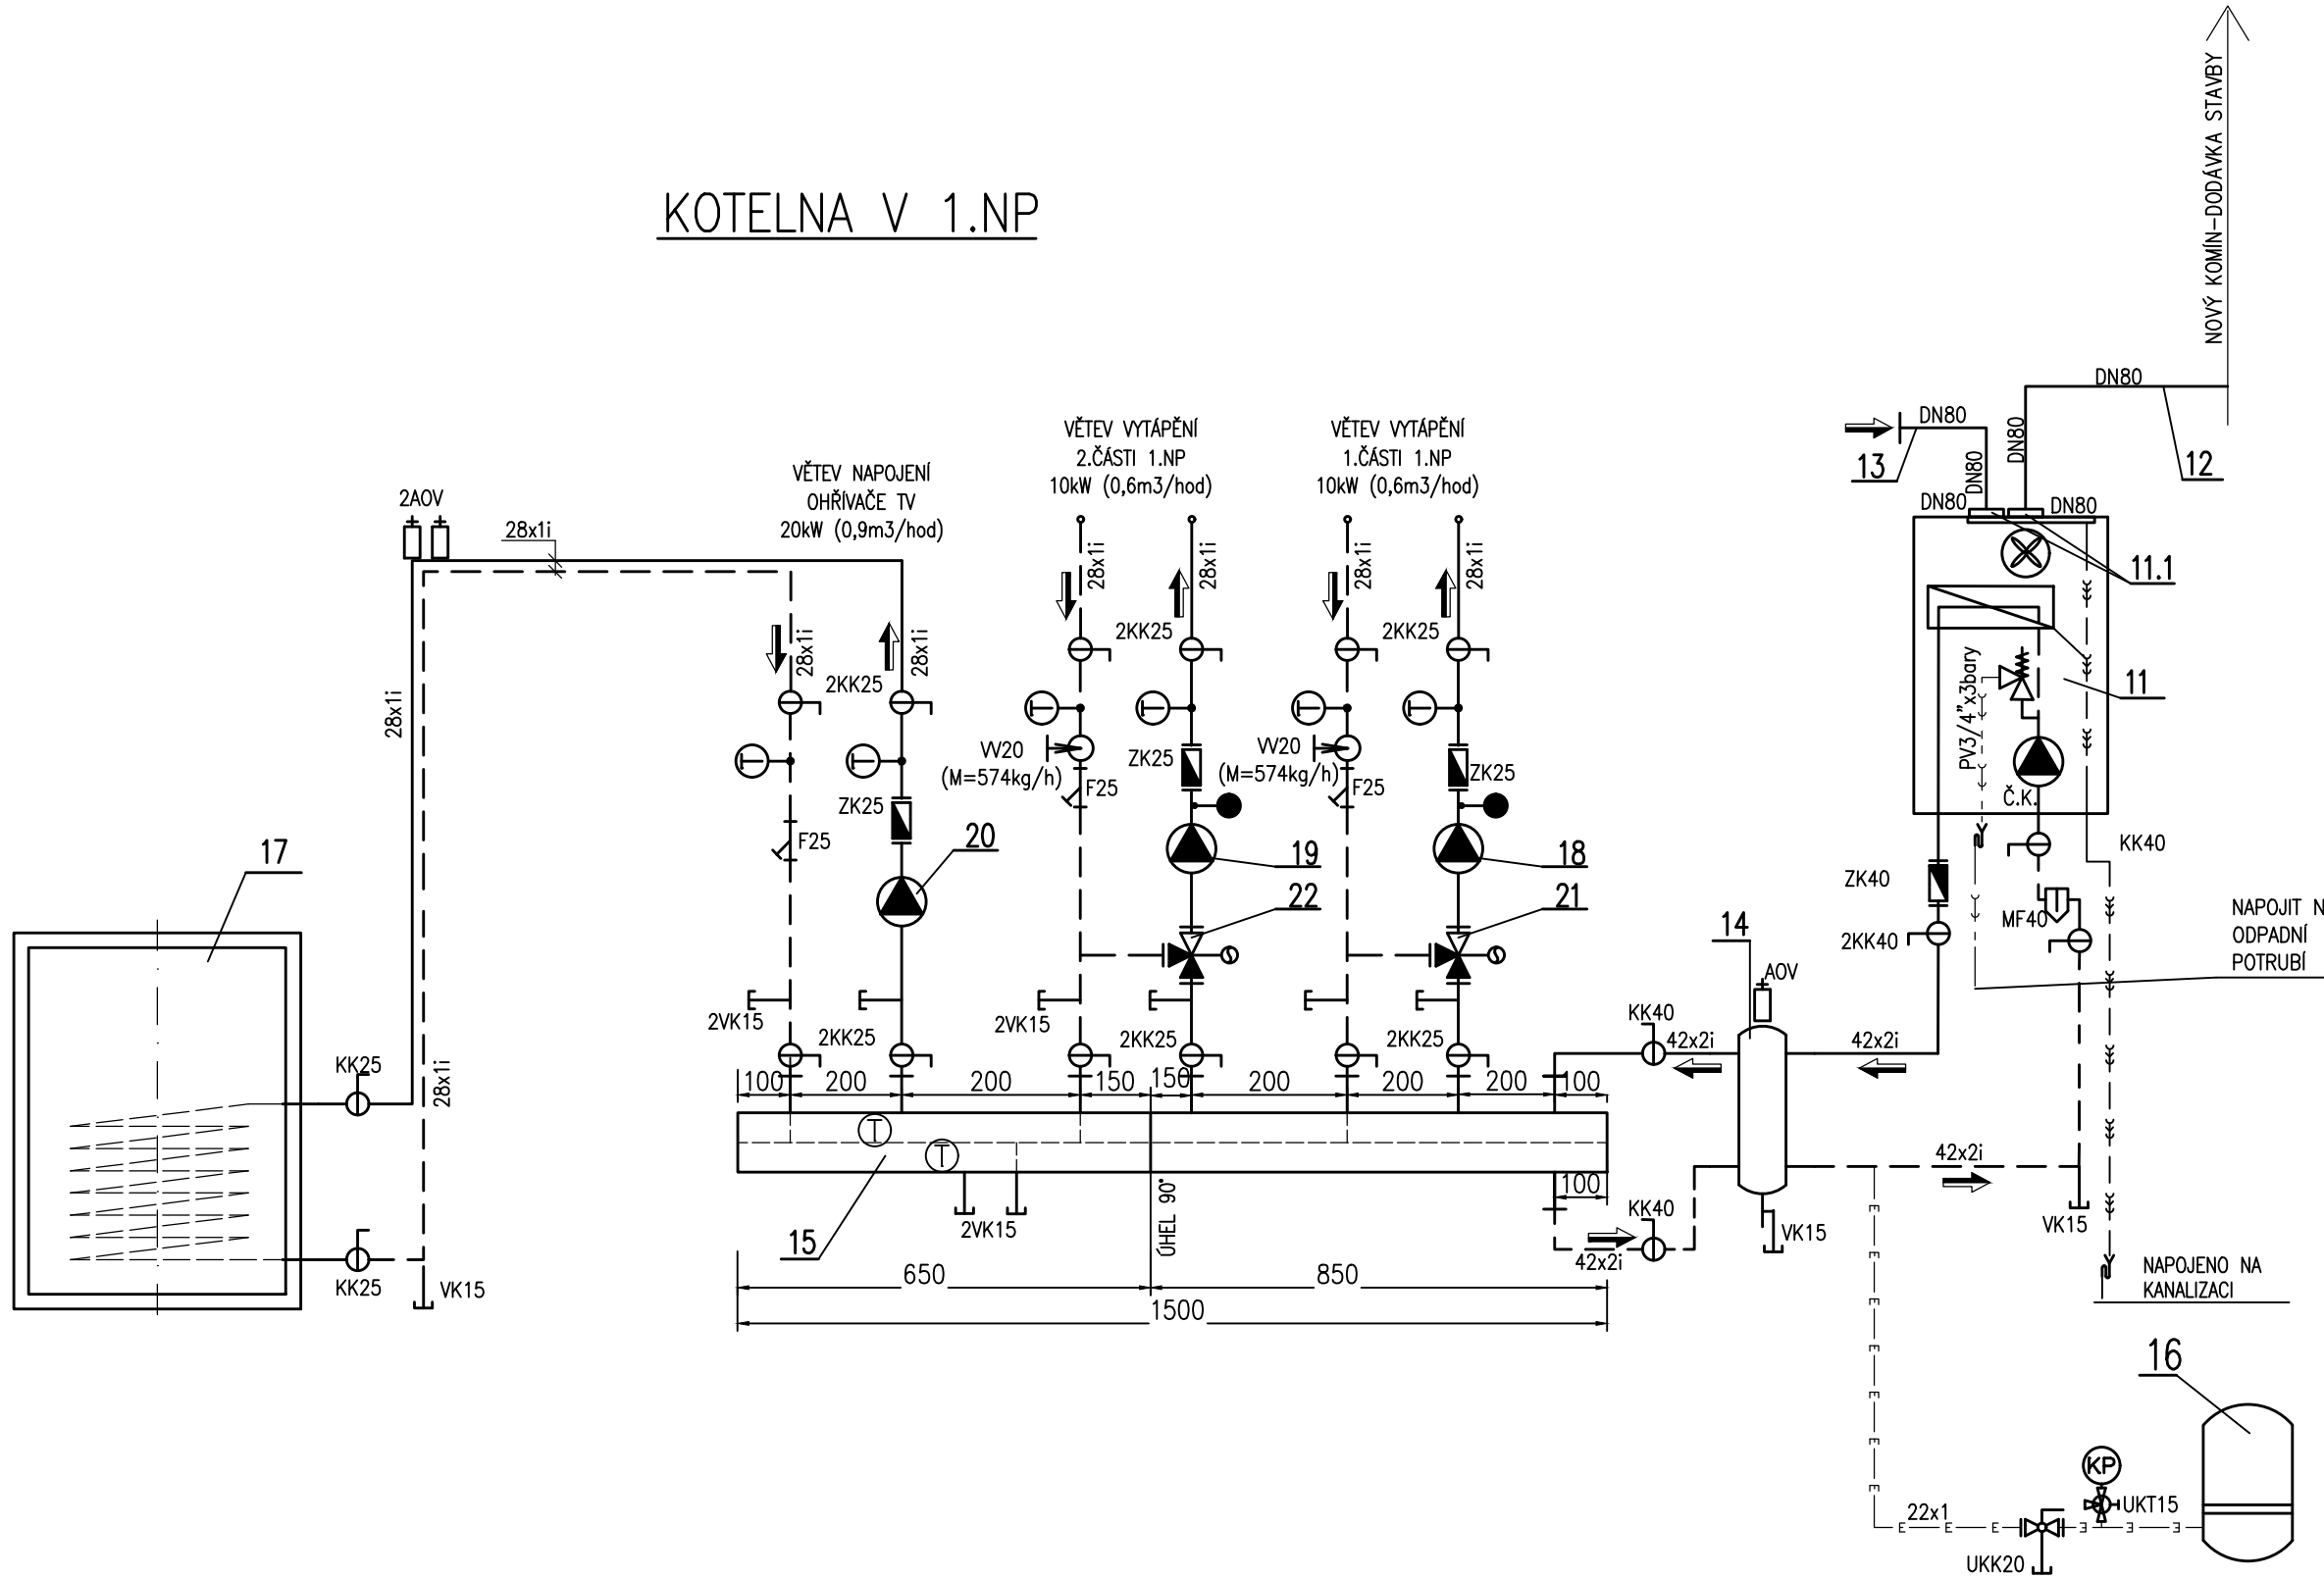 KOTELNA V 1.NP
NOVÝ KOMÍN-DODÁVKA STAVBY
DN80
12
DN80
13
DN80
DN80
DN80
DN80
11.1
11
PV3/4"x3bary
Č.K.
KK40
ZK40
2KK40
MF40
NAPOJIT N
ODPADNÍ
POTRUBÍ
VĚTEV NAPOJENÍ
OHŘÍVAČE TV
20kW (0,9m3/hod)
VĚTEV VYTÁPĚNÍ
2.ČÁSTI 1.NP
10kW (0,6m3/hod)
VĚTEV VYTÁPĚNÍ
1.ČÁSTI 1.NP
10kW (0,6m3/hod)
2AOV
28x1i
28x1i
28x1i
28x1i
28x1i
28x1i
28x1i
28x1i
28x1i
2KK25
2KK25
2KK25
VV20
(M=574kg/h)
F25
ZK25
VV20
(M=574kg/h)
F25
ZK25
ZK25
F25
20
19
18
22
21
17
2VK15
2KK25
2VK15
2KK25
2KK25
KK25
KK25
VK15
100
200
200
150
150
200
200
200
100
T
T
15
2VK15
ÚHEL 90°
100
650
850
1500
14
AOV
KK40
42x2i
42x2i
42x2i
KK40
42x2i
VK15
VK15
NAPOJENO NA
KANALIZACI
16
KP
UKT15
22x1
UKK20
E E E E E E E
E E E E E E